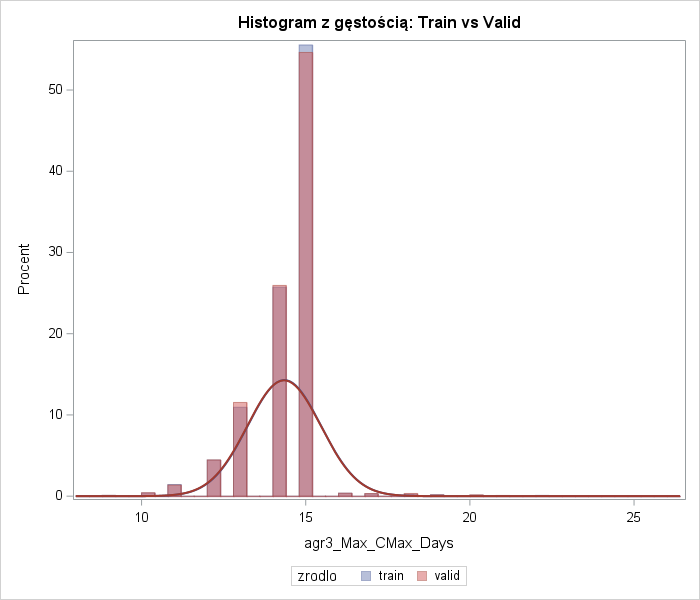 Histogram z gęstością: Train vs Valid
Procent
50
40
30
20
10
0
10 15 20 25
agr3_Max_CMax_Days
zrodlo train valid